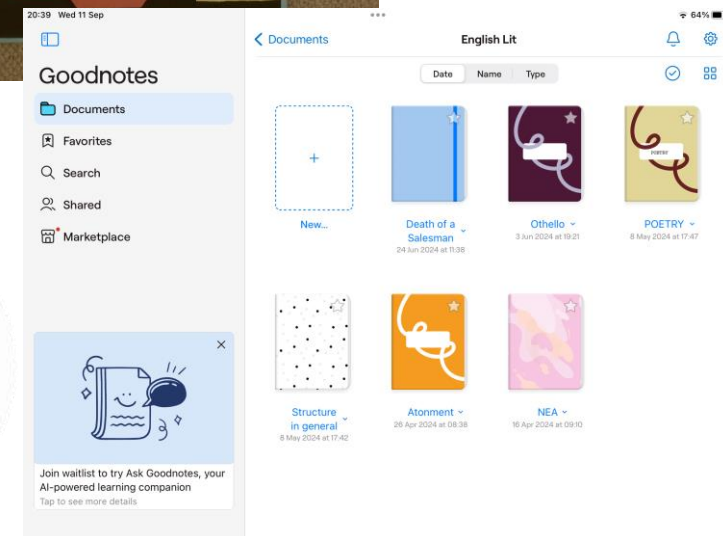 20:39 Wed 11 Sep
64%
Goodnotes
Documents
Favorites
Search
Shared
Marketplace
Join waitlist to try Ask Goodnotes, your
AI-powered learning companion
Tap to see more details
Documents
English Lit
Date Name Type
New...
Death of a
Salesman
24 Jun 2024 at 11:38
Othello
3 Jun 2024 at 19:21
POETRY
POETRY
8 May 2024 at 17:47
Structure
in general
8 May 2024 at 17:42
Atonment
26 Apr 2024 at 08:38
NEA
16 Apr 2024 at 09:10